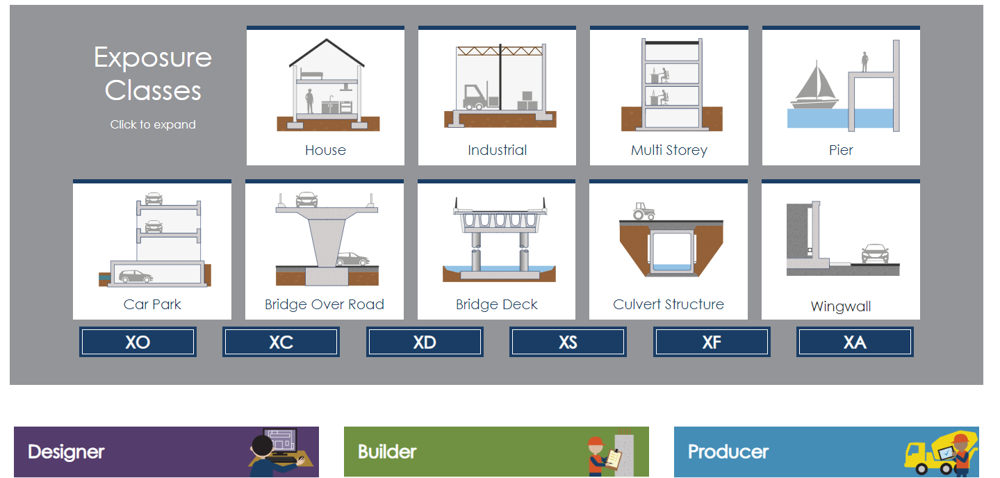 Exposure
Classes
Click to expand
House
Industrial
Multi Storey
Pier
Car Park
Bridge Over Road
Bridge Deck
Culvert Structure
Wingwall
XO
XC
XD
XS
XF
XA
Designer
Builder
Producer